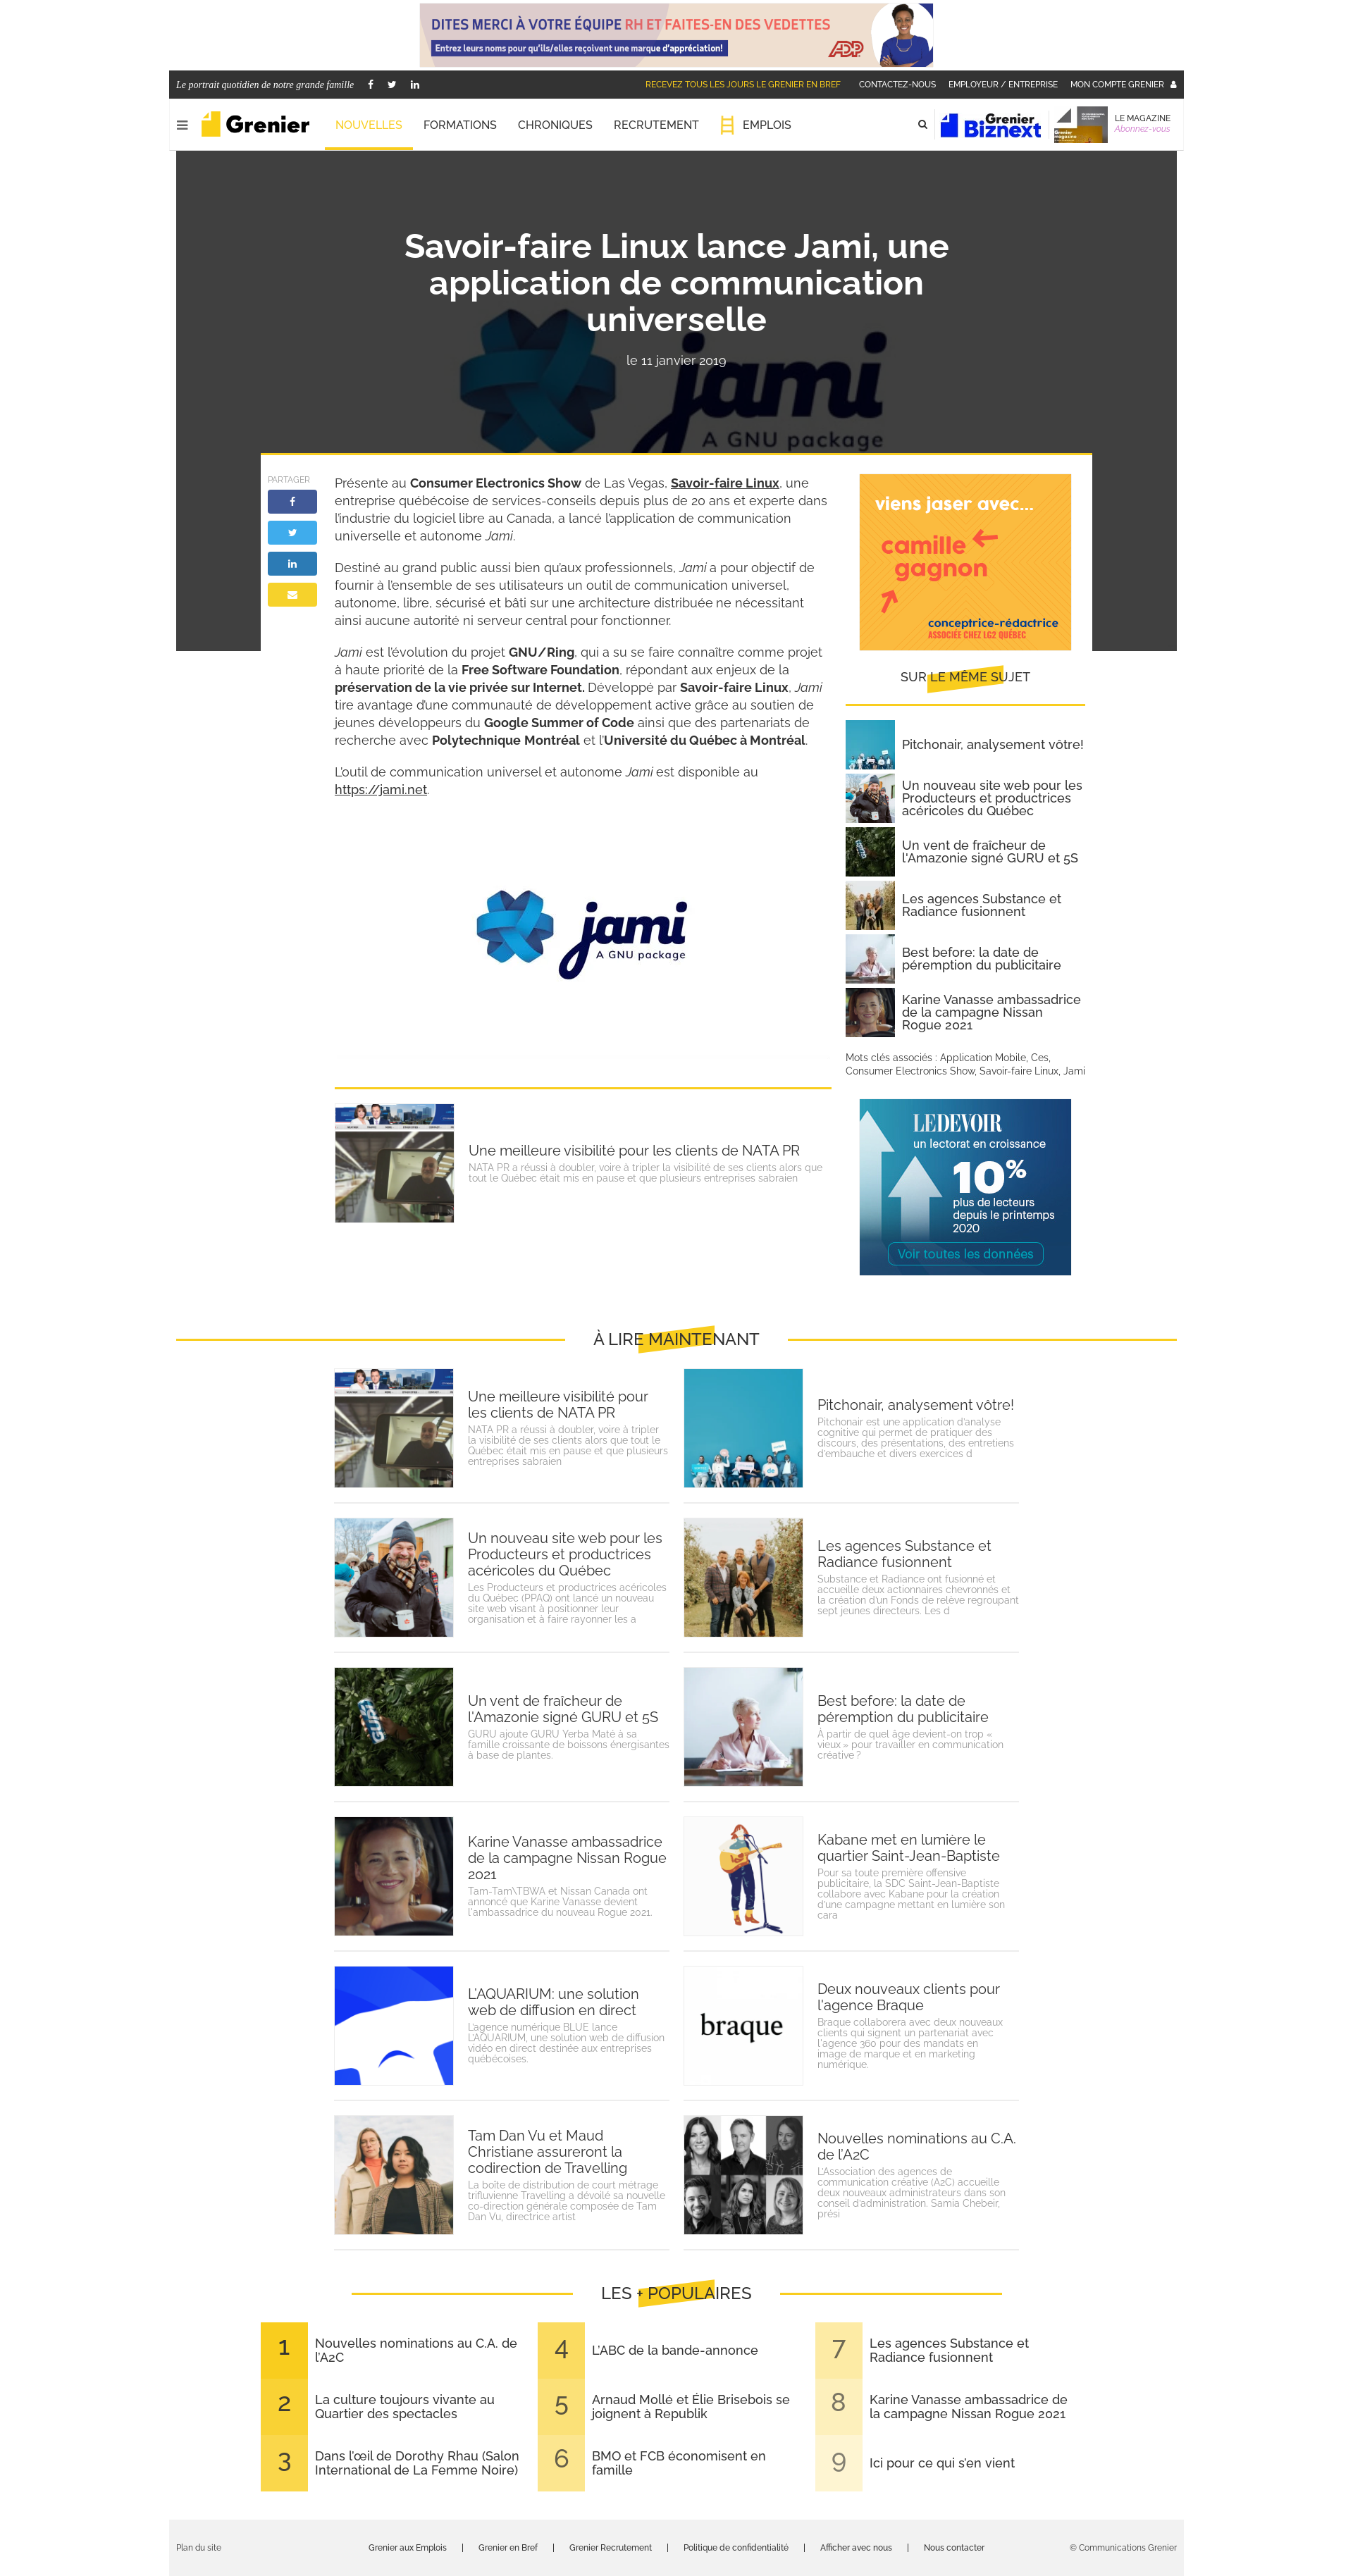 DITES MERCI À VOTRE ÉQUIPE RH ET FAITES-EN DES VEDETTES
Entrez leurs noms pour qu'ils/elles reçoivent une marque d'appréciation!
ADP
Le portrait quotidien de notre grande famille
RECEVEZ TOUS LES JOURS LE GRENIER EN BREF
CONTACTEZ-NOUS
EMPLOYEUR / ENTREPRISE
MON COMPTE GRENIER
Grenier
NOUVELLES
FORMATIONS
CHRONIQUES
RECRUTEMENT
EMPLOIS
Grenier
Biznext
LE MAGAZINE
Abonnez-vous
Savoir-faire Linux lance Jami, une
application de communication
universelle
le 11 janvier 2019
jami
A GNU package
PARTAGER
Présente au Consumer Electronics Show de Las Vegas, Savoir-faire Linux, une
entreprise québécoise de services-conseils depuis plus de 20 ans et experte dans
l'industrie du logiciel libre au Canada, a lancé l'application de communication
universelle et autonome Jami.
Destiné au grand public aussi bien qu'aux professionnels, Jami a pour objectif de
fournir à l'ensemble de ses utilisateurs un outil de communication universel,
autonome, libre, sécurisé et bâti sur une architecture distribuée ne nécessitant
ainsi aucune autorité ni serveur central pour fonctionner.
Jami est l'évolution du projet GNU/Ring, qui a su se faire connaître comme projet
à haute priorité de la Free Software Foundation, répondant aux enjeux de la
préservation de la vie privée sur Internet. Développé par Savoir-faire Linux, Jami
tire avantage d'une communauté de développement active grâce au soutien de
jeunes développeurs du Google Summer of Code ainsi que des partenariats de
recherche avec Polytechnique Montréal et l'Université du Québec à Montréal.
L'outil de communication universel et autonome Jami est disponible au
https://jami.net.
jami
A GNU package
viens jaser avec...
camille
gagnon
conceptrice-rédactrice
ASSOCIÉE CHEZ LG2 QUÉBEC
SUR LE MÊME SUJET
Pitchonair, analysement vôtre!
Un nouveau site web pour les
Producteurs et productrices
acéricoles du Québec
Un vent de fraîcheur de
l'Amazonie signé GURU et 5S
Les agences Substance et
Radiance fusionnent
Best before: la date de
péremption du publicitaire
Karine Vanasse ambassadrice
de la campagne Nissan
Rogue 2021
Mots clés associés : Application Mobile, Ces,
Consumer Electronics Show, Savoir-faire Linux, Jami
LE DEVOIR
un lectorat en croissance
10%
plus de lecteurs
depuis le printemps
2020
Voir toutes les données
Une meilleure visibilité pour les clients de NATA PR
NATA PR a réussi à doubler, voire à tripler la visibilité de ses clients alors que
tout le Québec était mis en pause et que plusieurs entreprises sabraien
À LIRE MAINTENANT
Une meilleure visibilité pour
les clients de NATA PR
NATA PR a réussi à doubler, voire à tripler
la visibilité de ses clients alors que tout le
Québec était mis en pause et que plusieurs
entreprises sabraien
Pitchonair, analysement vôtre!
Pitchonair est une application d'analyse
cognitive qui permet de pratiquer des
discours, des présentations, des entretiens
d'embauche et divers exercices d
Un nouveau site web pour les
Producteurs et productrices
acéricoles du Québec
Les Producteurs et productrices acéricoles
du Québec (PPAQ) ont lancé un nouveau
site web visant à positionner leur
organisation et à faire rayonner les a
Les agences Substance et
Radiance fusionnent
Substance et Radiance ont fusionné et
accueille deux actionnaires chevronnés et
la création d'un Fonds de relève regroupant
sept jeunes directeurs. Les d
Un vent de fraîcheur de
l'Amazonie signé GURU et 5S
GURU ajoute GURU Yerba Maté à sa
famille croissante de boissons énergisantes
à base de plantes.
GURU
Best before: la date de
péremption du publicitaire
À partir de quel âge devient-on trop «
vieux » pour travailler en communication
créative ?
Karine Vanasse ambassadrice
de la campagne Nissan Rogue
2021
Tam-Tam\TBWA et Nissan Canada ont
annoncé que Karine Vanasse devient
l'ambassadrice du nouveau Rogue 2021.
Kabane met en lumière le
quartier Saint-Jean-Baptiste
Pour sa toute première offensive
publicitaire, la SDC Saint-Jean-Baptiste
collabore avec Kabane pour la création
d'une campagne mettant en lumière son
cara
L'AQUARIUM: une solution
web de diffusion en direct
L'agence numérique BLUE lance
L'AQUARIUM, une solution web de diffusion
vidéo en direct destinée aux entreprises
québécoises.
braque
Deux nouveaux clients pour
l'agence Braque
Braque collaborera avec deux nouveaux
clients qui signent un partenariat avec
l'agence 360 pour des mandats en
image de marque et en marketing
numérique.
Tam Dan Vu et Maud
Christiane assureront la
codirection de Travelling
La boîte de distribution de court métrage
trifluvienne Travelling a dévoilé sa nouvelle
co-direction générale composée de Tam
Dan Vu, directrice artist
Nouvelles nominations au C.A.
de l'A2C
L'Association des agences de
communication créative (A2C) accueille
deux nouveaux administrateurs dans son
conseil d'administration. Samia Chebeir,
prési
LES + POPULAIRES
1
Nouvelles nominations au C.A. de
l'A2C
2
La culture toujours vivante au
Quartier des spectacles
3
Dans l'œil de Dorothy Rhau (Salon
International de La Femme Noire)
4
L'ABC de la bande-annonce
5
Arnaud Mollé et Élie Brisebois se
joignent à Republik
6
BMO et FCB économisent en
famille
7
Les agences Substance et
Radiance fusionnent
8
Karine Vanasse ambassadrice de
la campagne Nissan Rogue 2021
9
Ici pour ce qui s'en vient
Plan du site
Grenier aux Emplois
Grenier en Bref
Grenier Recrutement
Politique de confidentialité
Afficher avec nous
Nous contacter
© Communications Grenier